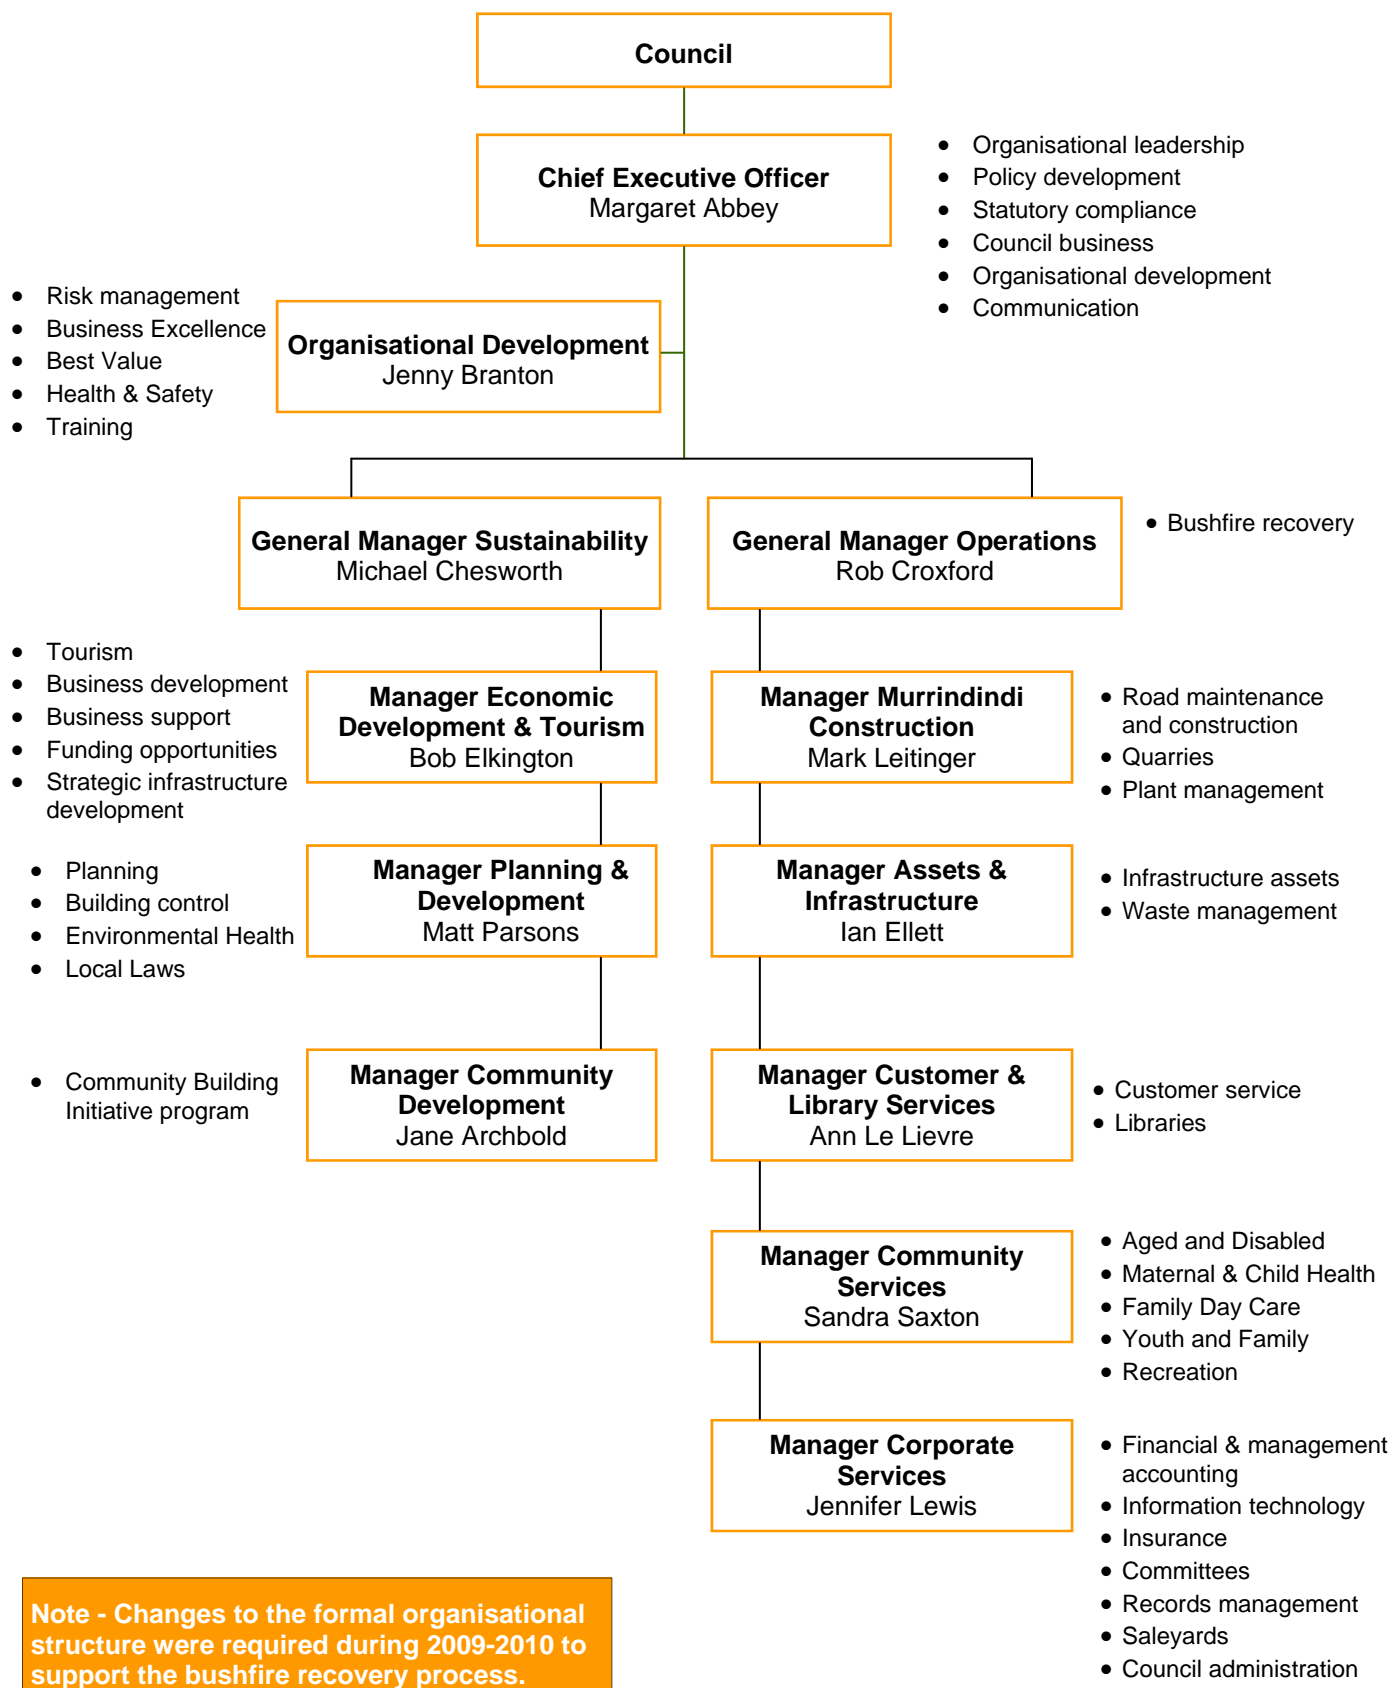 Council
Chief Executive Officer
Margaret Abbey
• Organisational leadership
• Policy development
• Statutory compliance
• Council business
• Organisational development
• Communication
• Risk management
• Business Excellence
• Best Value
• Health & Safety
• Training
Organisational Development
Jenny Branton
General Manager Sustainability
Michael Chesworth
General Manager Operations
Rob Croxford
• Bushfire recovery
• Tourism
• Business development
• Business support
• Funding opportunities
• Strategic infrastructure
development
Manager Economic
Development & Tourism
Bob Elkington
Manager Murrindindi
Construction
Mark Leitinger
• Road maintenance
and construction
• Quarries
• Plant management
• Planning
• Building control
• Environmental Health
• Local Laws
Manager Planning &
Development
Matt Parsons
Manager Assets &
Infrastructure
Ian Ellett
• Infrastructure assets
• Waste management
• Community Building
Initiative program
Manager Community
Development
Jane Archbold
Manager Customer &
Library Services
Ann Le Lievre
• Customer service
• Libraries
Manager Community
Services
Sandra Saxton
• Aged and Disabled
• Maternal & Child Health
• Family Day Care
• Youth and Family
• Recreation
Manager Corporate
Services
Jennifer Lewis
• Financial & management
accounting
• Information technology
• Insurance
• Committees
• Records management
• Saleyards
• Council administration
Note - Changes to the formal organisational
structure were required during 2009-2010 to
support the bushfire recovery process.